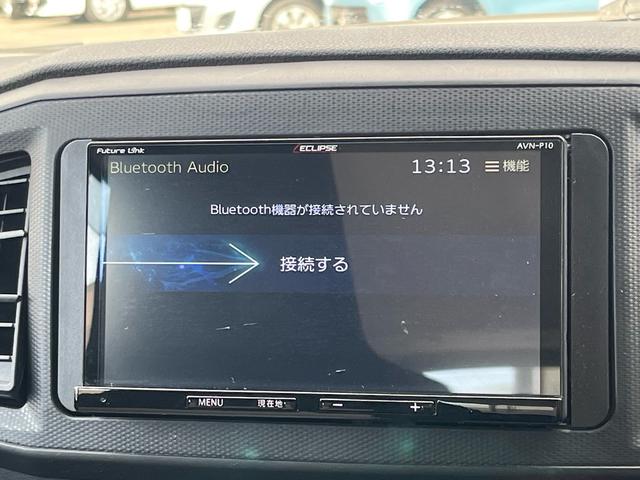 Future Link ECLIPSE AVN-P10
Bluetooth Audio 13:13 機能
Bluetooth機器が接続されていません
接続する
MENU 現在地 − +